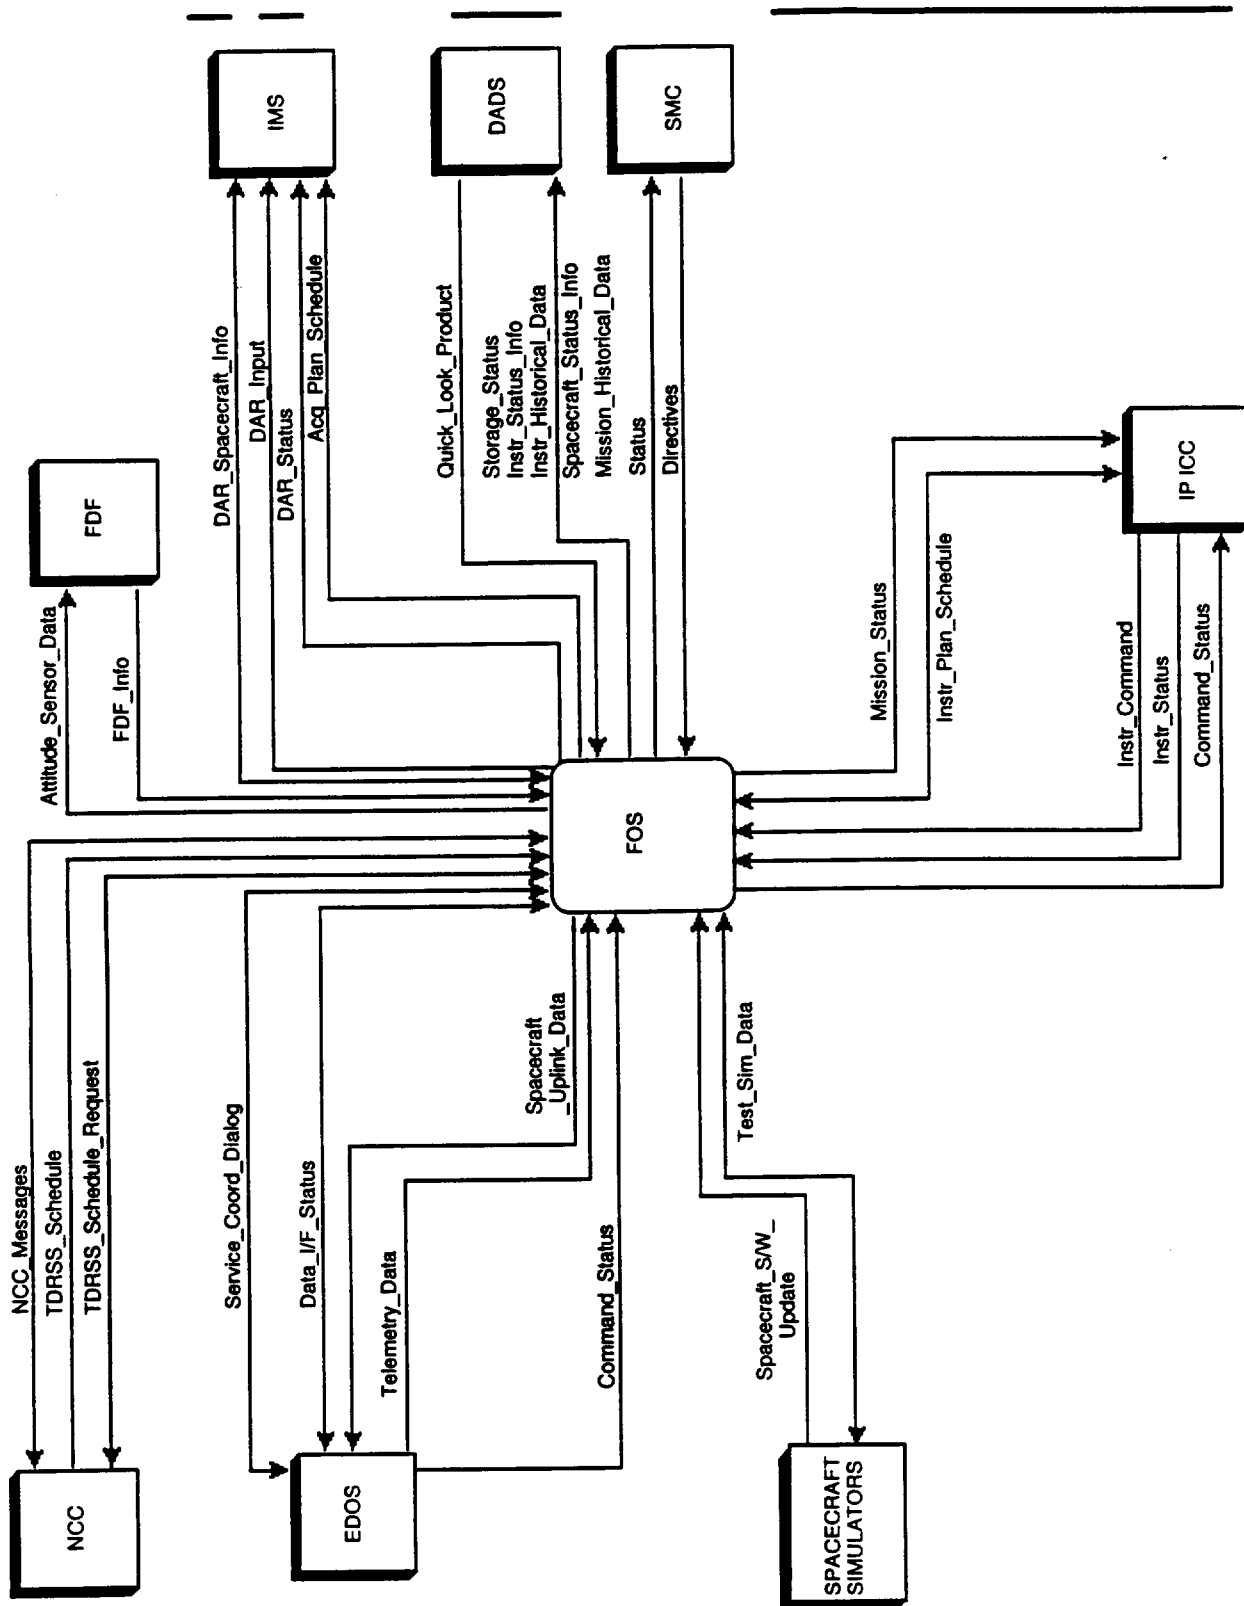 NCC
EDOS
SPACECRAFT
SIMULATORS
NCC_Messages
TDRSS_Schedule
TDRSS_Schedule_Request
Service_Coord_Dialog
Data_I/F_Status
Telemetry_Data
Spacecraft
_Uplink_Data
Command_Status
Spacecraft_S/W_
Update
Test_Sim_Data
FOS
Attitude_Sensor_Data
FDF_Info
FDF
DAR_Spacecraft_Info
DAR_Input
DAR_Status
Acq_Plan_Schedule
Quick_Look_Product
Storage_Status
Instr_Status_Info
Instr_Historical_Data
Spacecraft_Status_Info
Mission_Historical_Data
Status
Directives
Mission_Status
Instr_Plan_Schedule
Instr_Command
Instr_Status
Command_Status
IMS
DADS
SMC
IP ICC